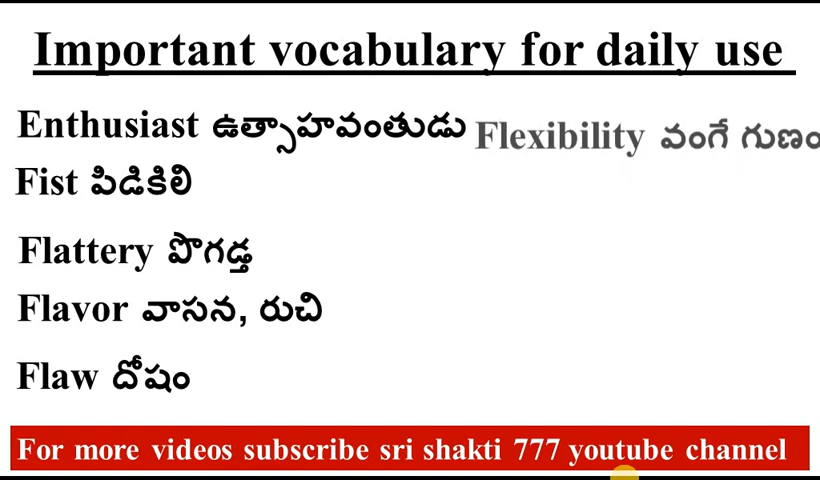 Important vocabulary for daily use
Enthusiast ఉత్సాహవంతుడు
Flexibility వంగే గుణం
Fist పిడికిలి
Flattery పొగడ్త
Flavor వాసన, రుచి
Flaw దోషం
For more videos subscribe sri shakti 777 youtube channel